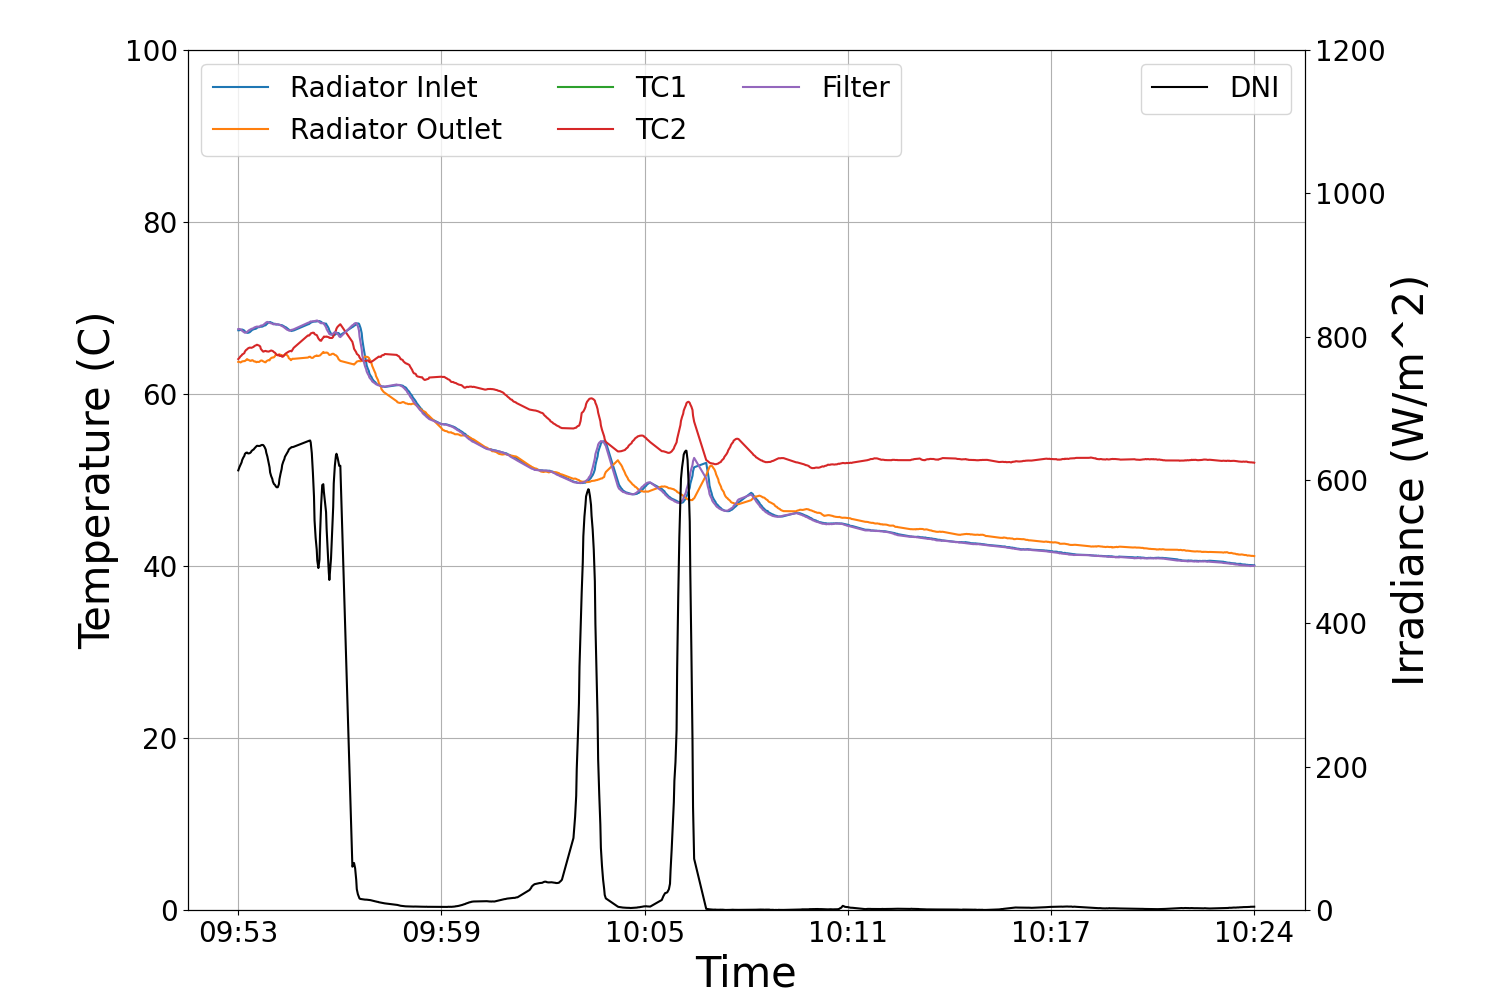 Radiator Inlet
Radiator Outlet
TC1
TC2
Filter
DNI
100
80
60
40
20
0
Temperature (C)
1200
1000
800
600
400
200
0
Irradiance (W/m^2)
09:53 09:59 10:05 10:11 10:17 10:24
Time